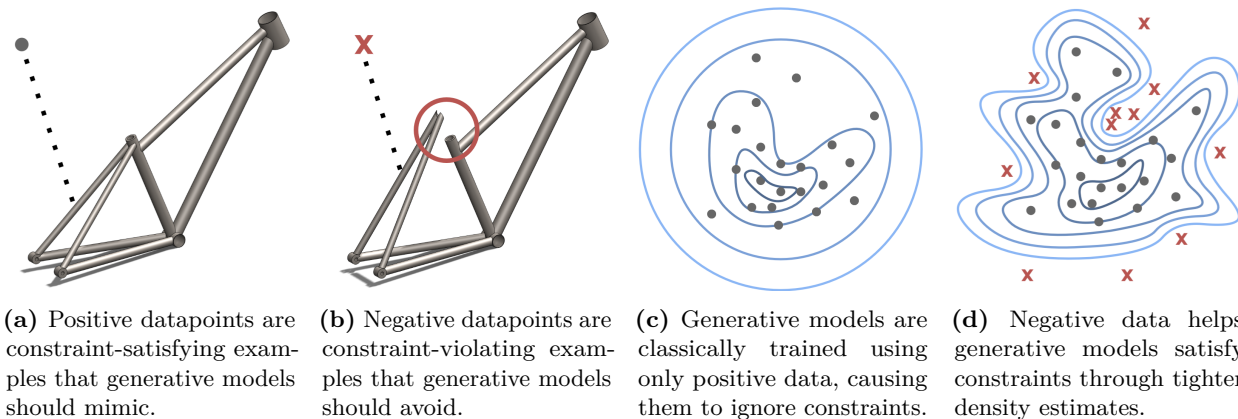 (a) Positive datapoints are
constraint-satisfying exam-
ples that generative models
should mimic.
(b) Negative datapoints are
constraint-violating exam-
ples that generative models
should avoid.
(c) Generative models are
classically trained using
only positive data, causing
them to ignore constraints.
(d) Negative data helps
generative models satisfy
constraints through tighter
density estimates.